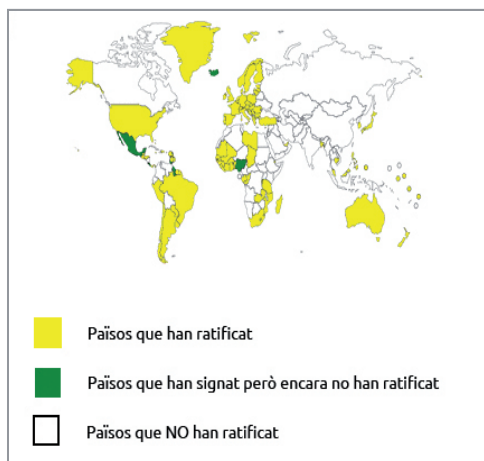 Països que han ratificat
Països que han signat però encara no han ratificat
Països que NO han ratificat